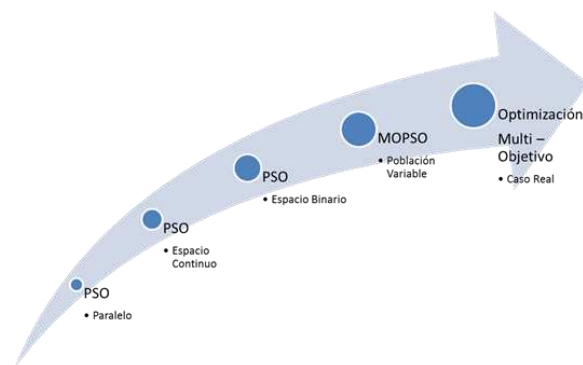 PSO
• Paralelo
PSO
• Espacio
Continuo
PSO
• Espacio Binario
MOPSO
• Población
Variable
Optimización
Multi –
Objetivo
• Caso Real